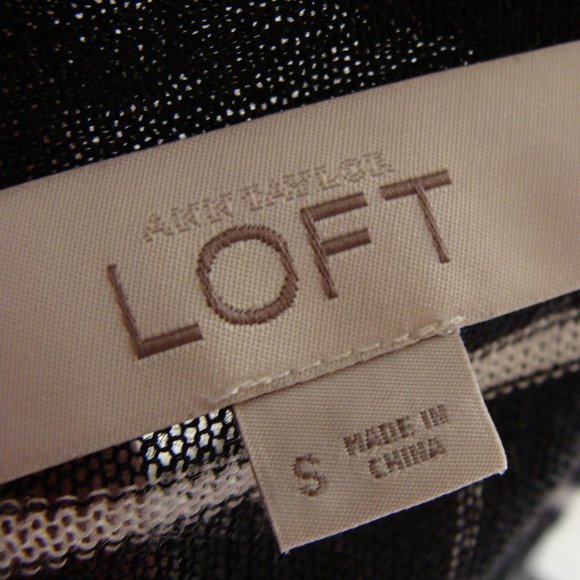 ANN TAYLOR
LOFT
S
MADE IN
CHINA